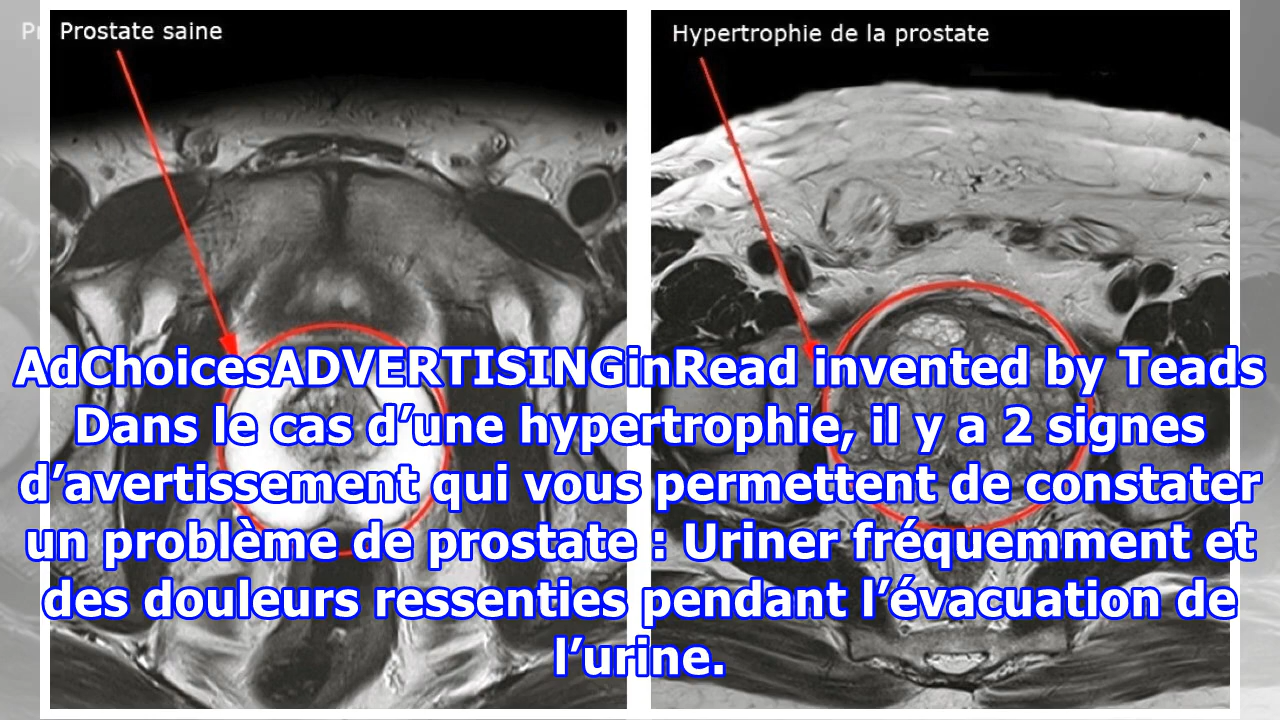 Pr
Prostate saine
Hypertrophie de la prostate
AdChoicesADVERTISINGinRead invented by Teads
Dans le cas d’une hypertrophie, il y a 2 signes
d’avertissement qui vous permettent de constater
un problème de prostate : Uriner fréquemment et
des douleurs ressenties pendant l’évacuation de
l’urine.